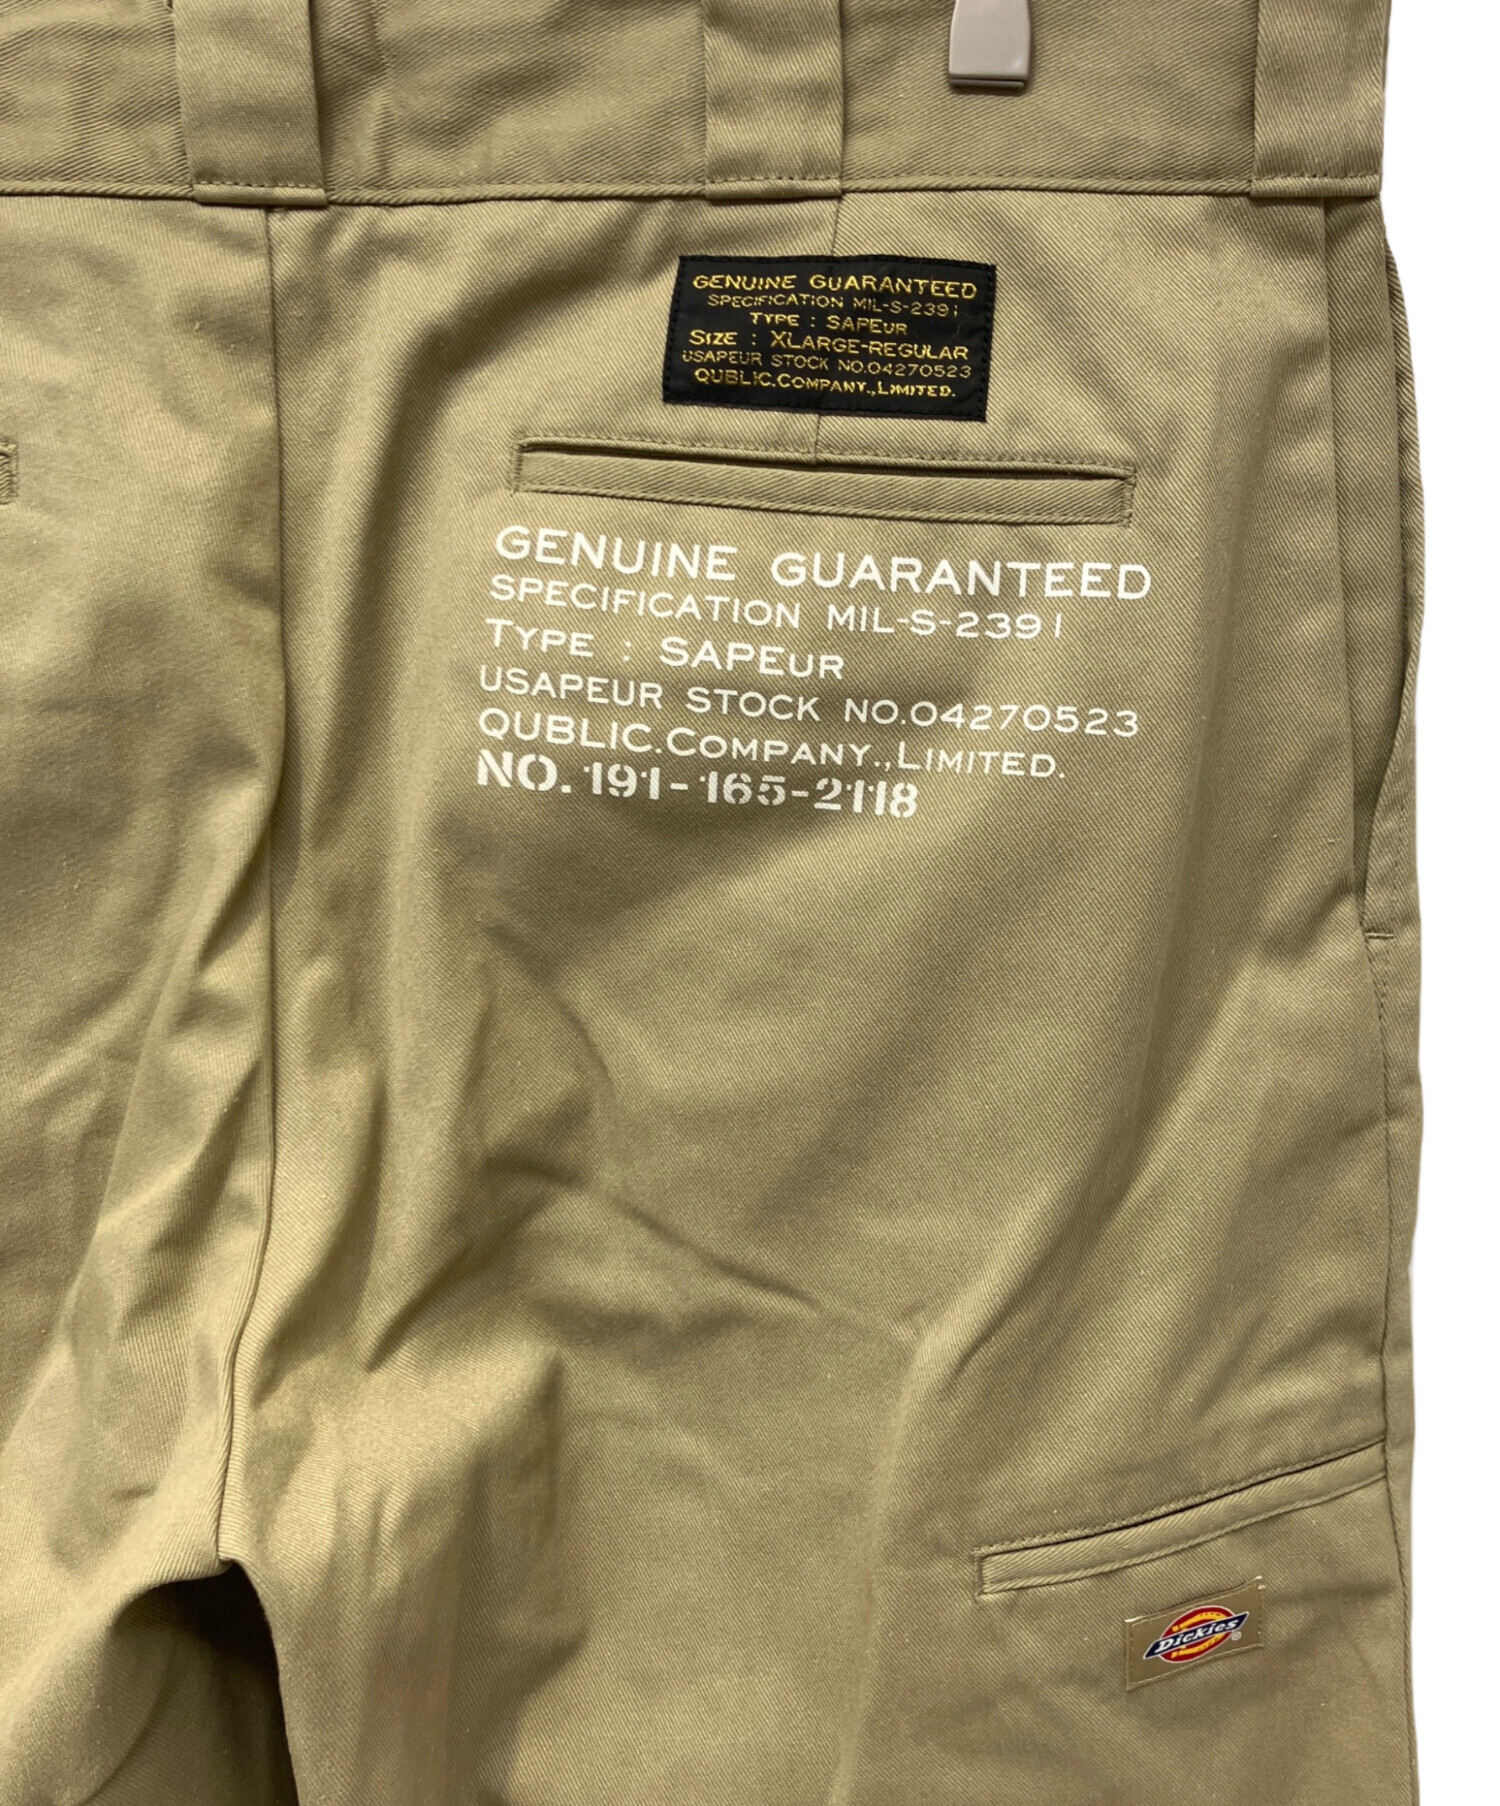 GENUINE GUARANTEED
SPECIFICATION MIL-S-2391
TYPE : SAPEUR
SIZE : XLARGE-REGULAR
USAPEUR STOCK NO.04270523
QUBLIC.COMPANY.,LIMITED.
GENUINE GUARANTEED
SPECIFICATION MIL-S-2391
TYPE : SAPEUR
USAPEUR STOCK NO.04270523
QUBLIC.COMPANY.,LIMITED.
NO. 191-165-2118
Dickies ®